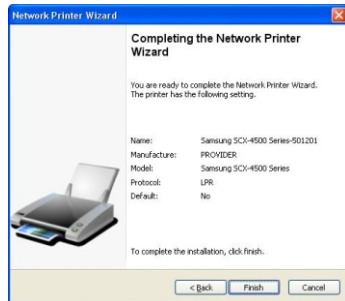 Network Printer Wizard
Completing the Network Printer
Wizard
You are ready to complete the Network Printer Wizard.
The printer has the following setting.
Name: Samsung SCX-4500 Series-501201
Manufacture: PROVIDER
Model: Samsung SCX-4500 Series
Protocol: LPR
Default: No
To complete the installation, click finish.
< Back Finish Cancel